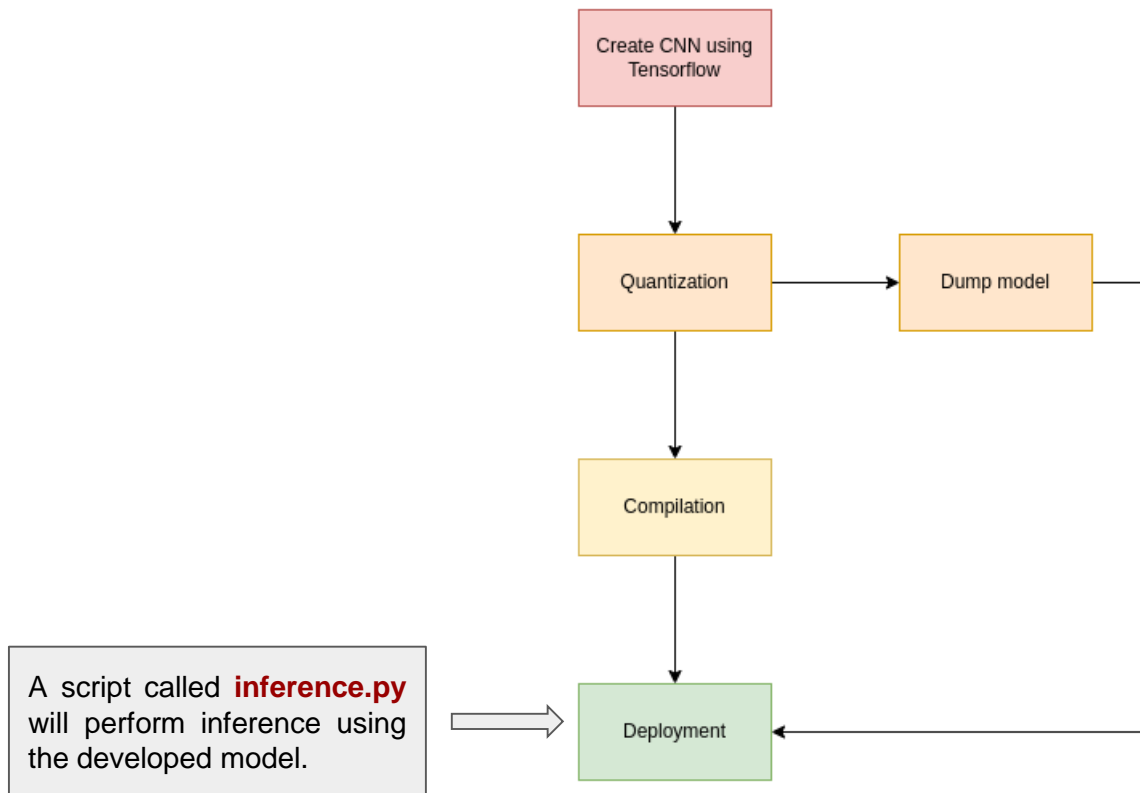 Create CNN using
Tensorflow
Quantization
Dump model
Compilation
A script called inference.py
will perform inference using
the developed model.
Deployment